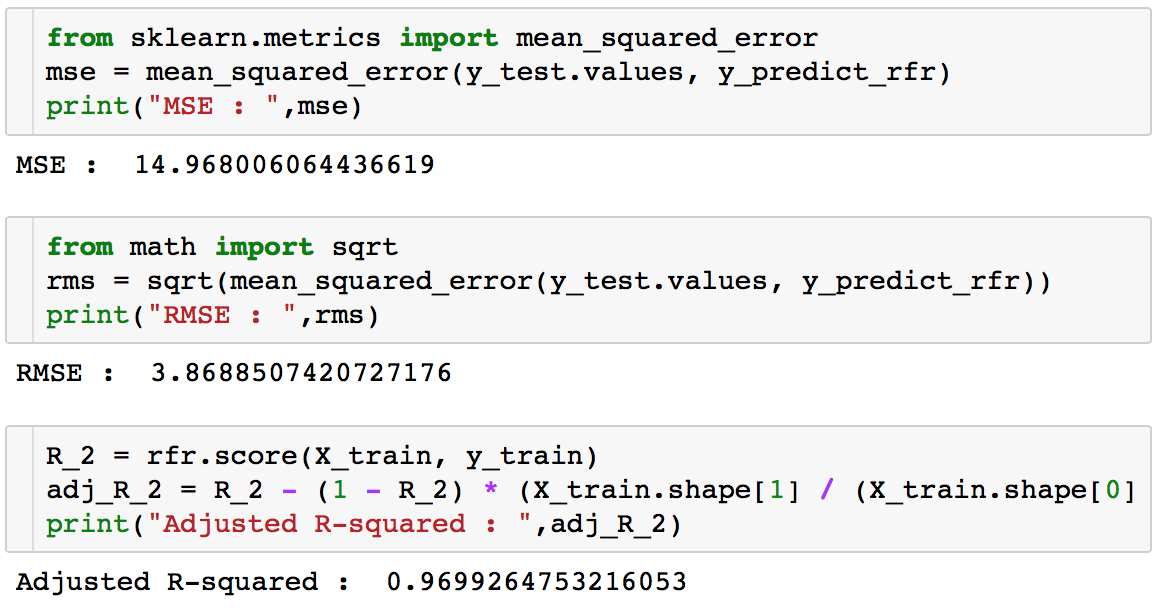 from sklearn.metrics import mean_squared_error
mse = mean_squared_error(y_test.values, y_predict_rfr)
print("MSE : ",mse)
MSE :  14.968006064436619
from math import sqrt
rms = sqrt(mean_squared_error(y_test.values, y_predict_rfr))
print("RMSE : ",rms)
RMSE :  3.8688507420727176
R_2 = rfr.score(X_train, y_train)
adj_R_2 = R_2 - (1 - R_2) * (X_train.shape[1] / (X_train.shape[0]
print("Adjusted R-squared : ",adj_R_2)
Adjusted R-squared :  0.9699264753216053